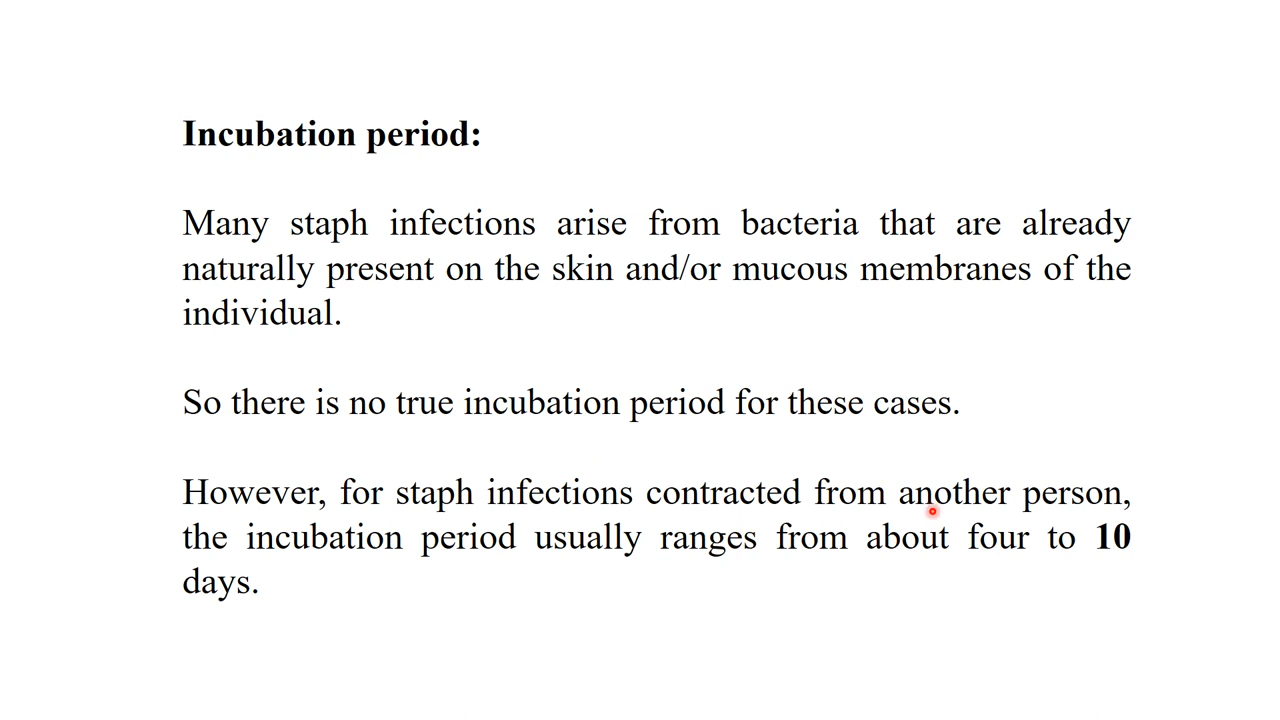 Incubation period:
Many staph infections arise from bacteria that are already
naturally present on the skin and/or mucous membranes of the
individual.
So there is no true incubation period for these cases.
However, for staph infections contracted from another person,
the incubation period usually ranges from about four to 10
days.